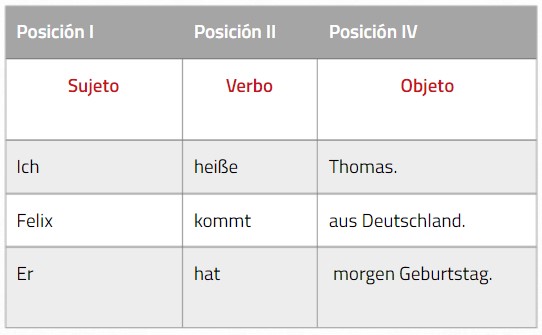 Posición I Posición II Posición IV
Sujeto Verbo Objeto
Ich heiße Thomas.
Felix kommt aus Deutschland.
Er hat morgen Geburtstag.